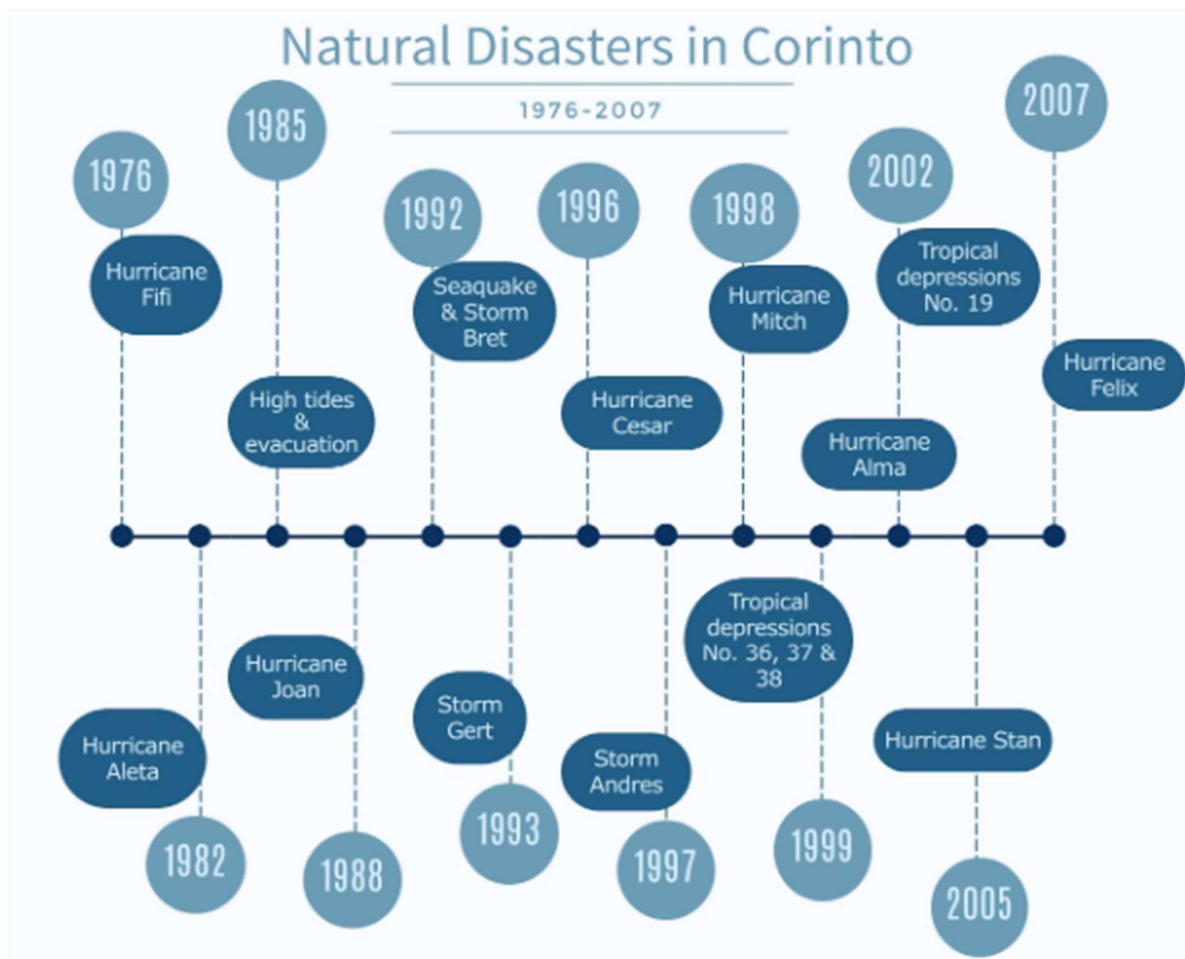 Natural Disasters in Corinto
1976-2007
1976
Hurricane
Fifi
1985
High tides
&
evacuation
1992
Seaquake
& Storm
Bret
1996
Hurricane
Cesar
1998
Hurricane
Mitch
2002
Tropical
depressions
No. 19
Hurricane
Alma
2007
Hurricane
Felix
Hurricane
Aleta
1982
Hurricane
Joan
1988
Storm
Gert
1993
Storm
Andres
1997
Tropical
depressions
No. 36, 37 &
38
1999
Hurricane Stan
2005